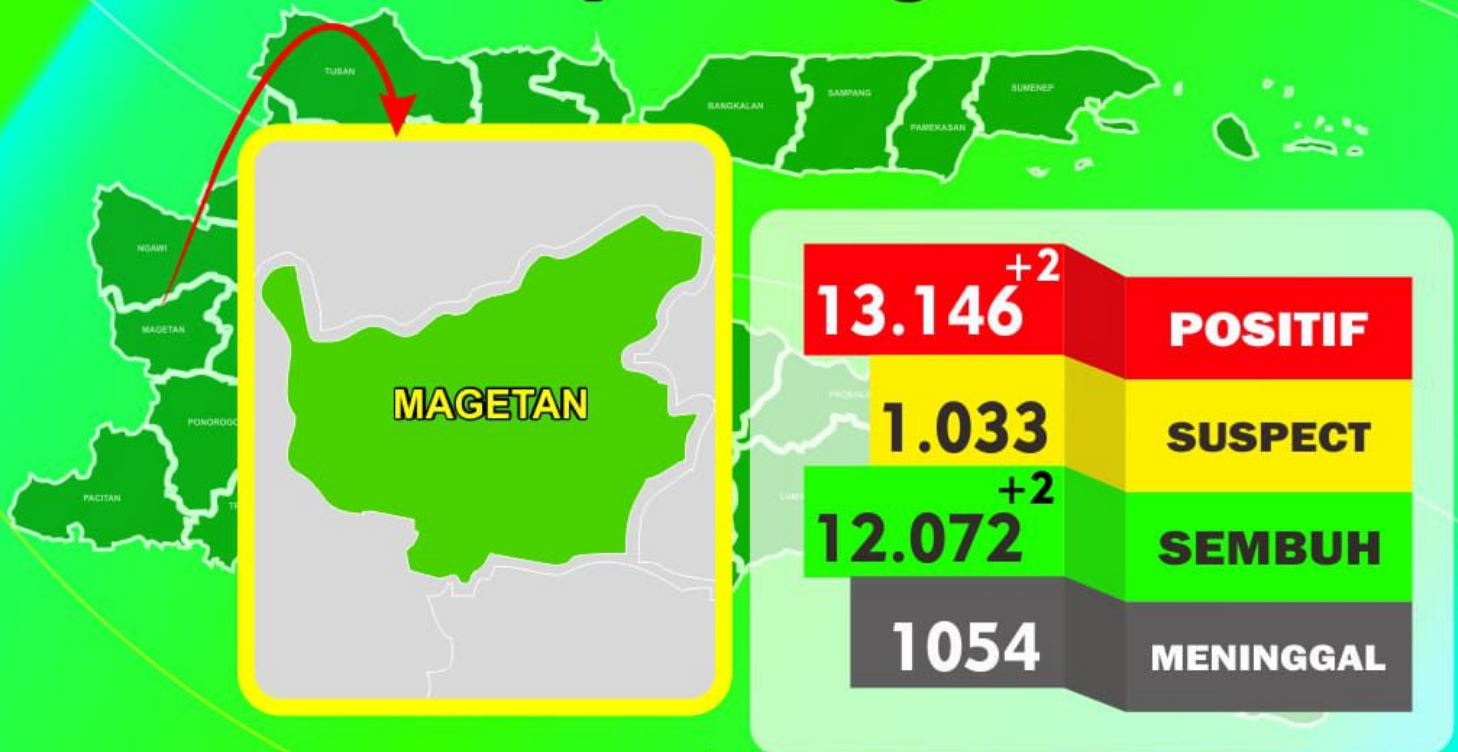 TUBAN
BANGKALAN
SAMPANG
PAMEKASAN
SUMENEP
NGAWI
MAGETAN
PONOROGO
PACITAN
MAGETAN
13.146 +2
POSITIF
1.033
SUSPECT
12.072 +2
SEMBUH
1054
MENINGGAL